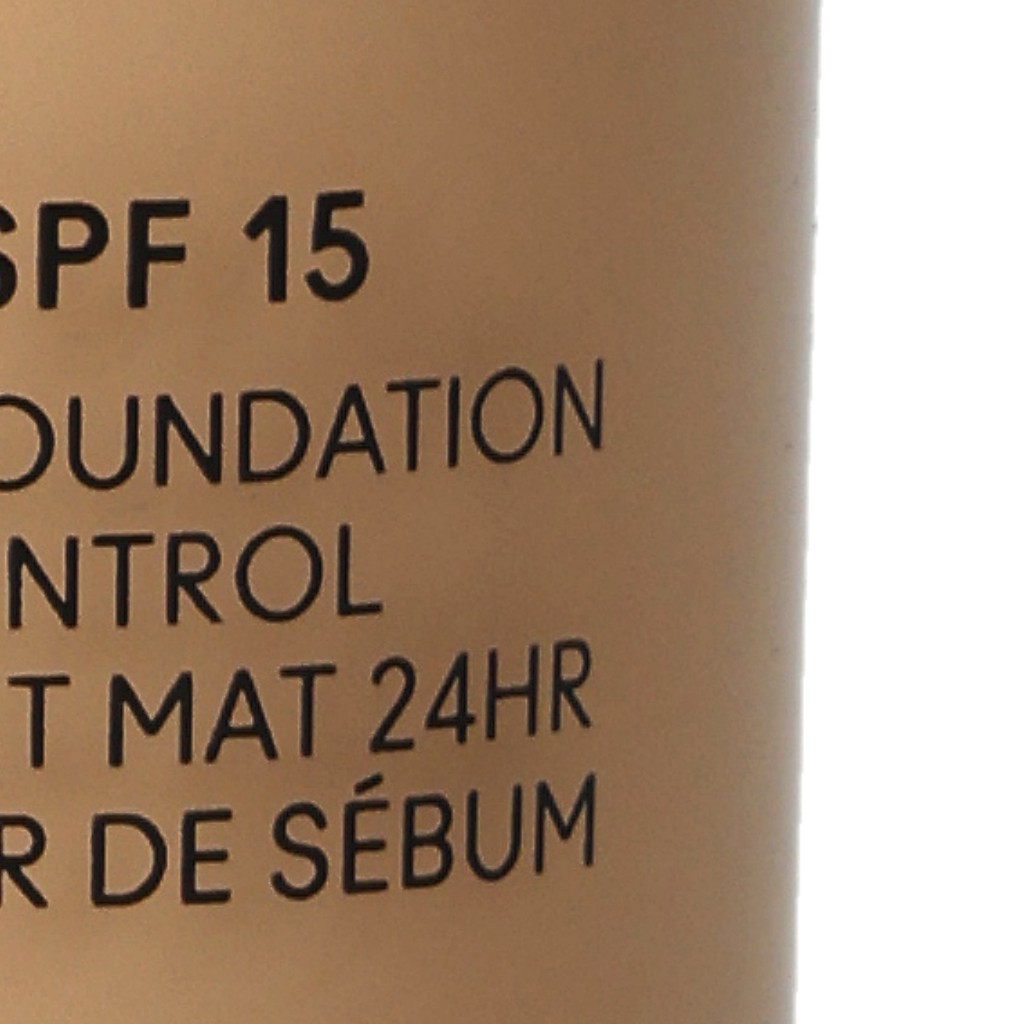 SPF 15
OUNDATION
NTROL
T MAT 24HR
R DE SÉBUM